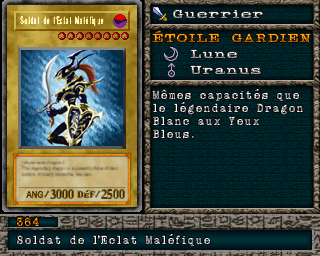 Soldat de l'Eclat Maléfique
ANG/3000 DÉF/2500
Guerrier
ÉTOILE GARDIEN
Lune
Uranus
Mêmes capacités que
le légendaire Dragon
Blanc aux Yeux
Bleus.
364
Soldat de l'Eclat Maléfique